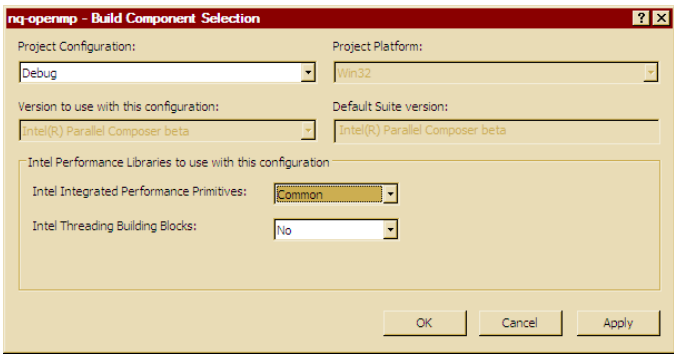 nq-openmp - Build Component Selection
Project Configuration:
Project Platform:
Debug
Win32
Version to use with this configuration:
Default Suite version:
Intel(R) Parallel Composer beta
Intel(R) Parallel Composer beta
Intel Performance Libraries to use with this configuration
Intel Integrated Performance Primitives:
Common
Intel Threading Building Blocks:
No
OK
Cancel
Apply